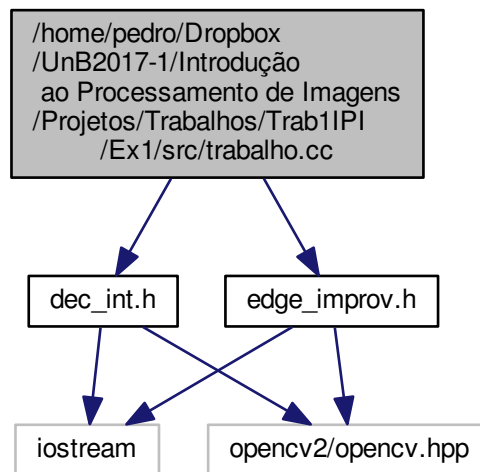 /home/pedro/Dropbox
/UnB2017-1/Introdução
ao Processamento de Imagens
/Projetos/Trabalhos/Trab1IPI
/Ex1/src/trabalho.cc
dec_int.h
edge_improv.h
iostream
opencv2/opencv.hpp